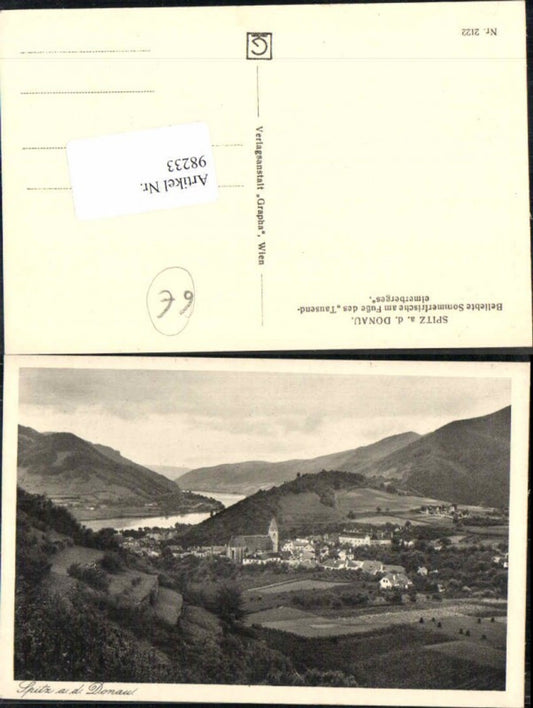 Nr. 2122
G
Verlagsanstalt „Grapha“, Wien
Artikel Nr.
98233
6 €
SPITZ a. d. DONAU.
Beliebte Sommerfrische am Fuße des „Tausend-
eimerberges“.
Spitz a. d. Donau